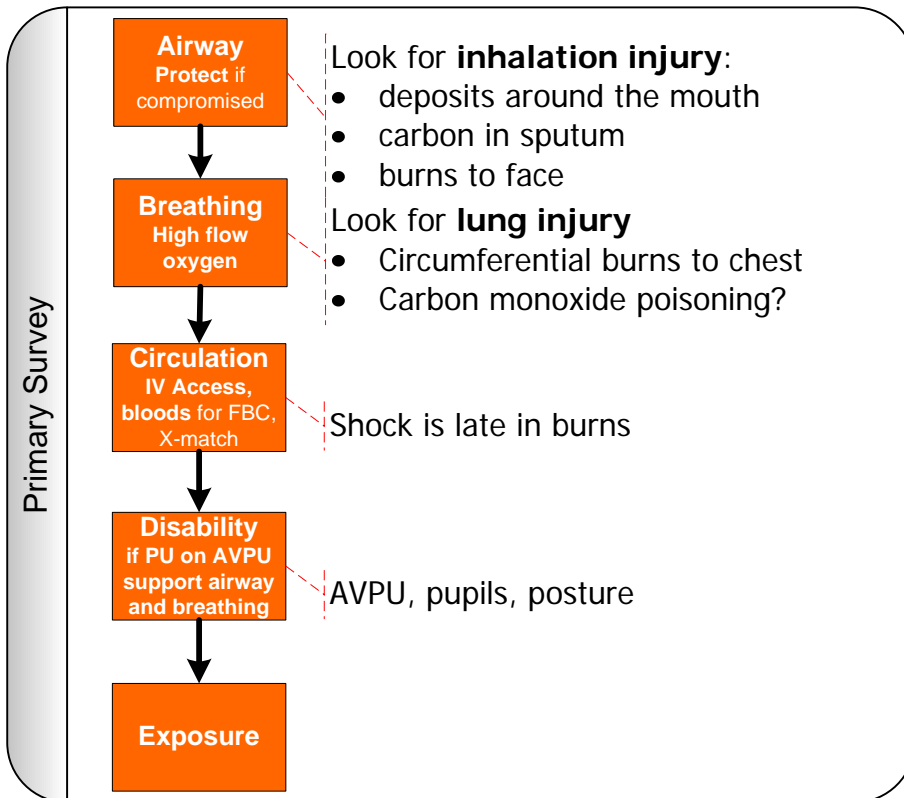 Primary Survey
Airway
Protect if
compromised
Look for inhalation injury:
• deposits around the mouth
• carbon in sputum
• burns to face
Breathing
High flow
oxygen
Look for lung injury
• Circumferential burns to chest
• Carbon monoxide poisoning?
Circulation
IV Access,
bloods for FBC,
X-match
Shock is late in burns
Disability
if PU on AVPU
support airway
and breathing
AVPU, pupils, posture
Exposure